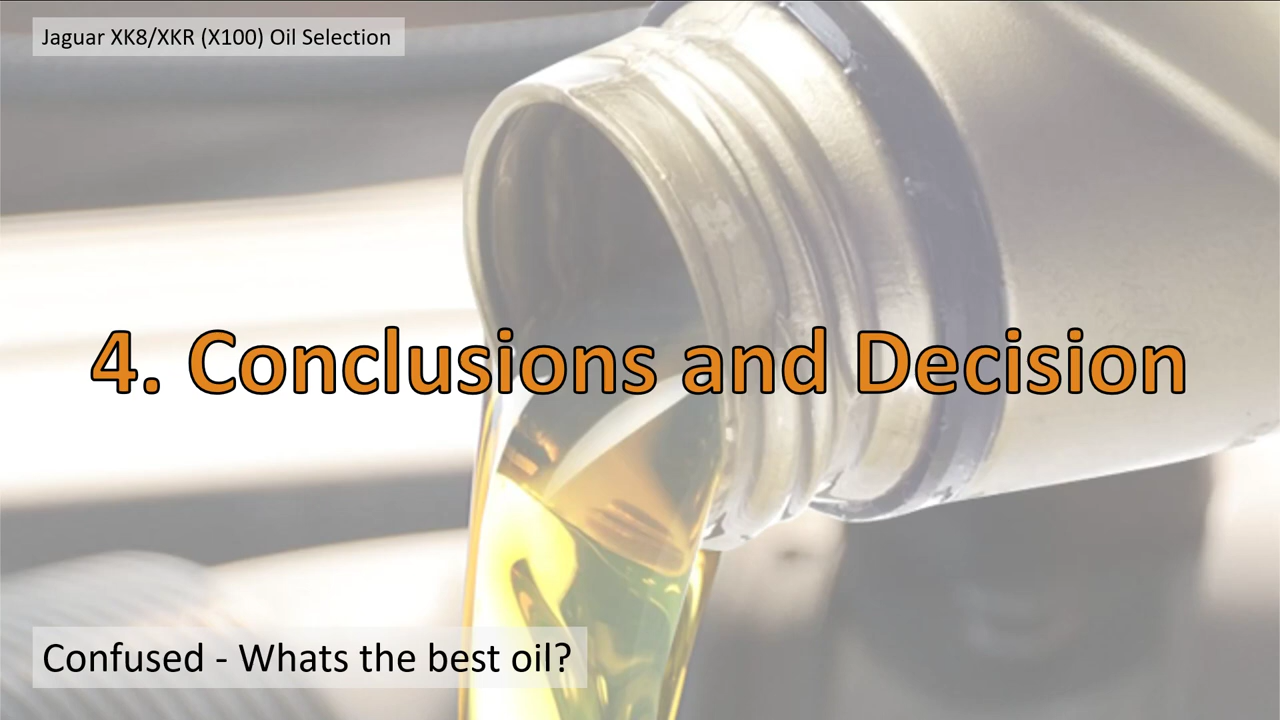 Jaguar XK8/XKR (X100) Oil Selection
4. Conclusions and Decision
Confused - Whats the best oil?